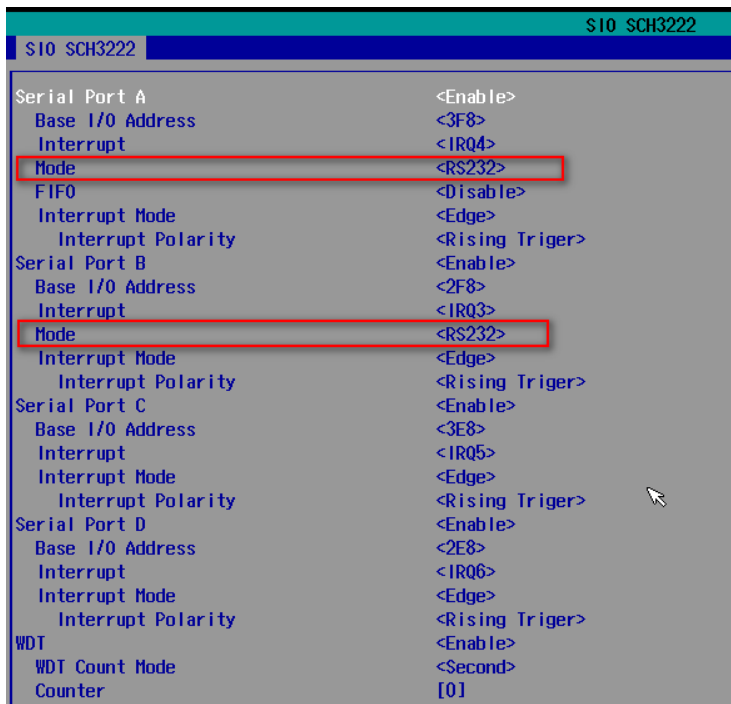 SIO SCH3222
SIO SCH3222
Serial Port A <Enable>
Base I/O Address <3F8>
Interrupt <IRQ4>
Mode <RS232>
FIFO <Disable>
Interrupt Mode <Edge>
Interrupt Polarity <Rising Triger>
Serial Port B <Enable>
Base I/O Address <2F8>
Interrupt <IRQ3>
Mode <RS232>
Interrupt Mode <Edge>
Interrupt Polarity <Rising Triger>
Serial Port C <Enable>
Base I/O Address <3E8>
Interrupt <IRQ5>
Interrupt Mode <Edge>
Interrupt Polarity <Rising Triger>
Serial Port D <Enable>
Base I/O Address <2E8>
Interrupt <IRQ6>
Interrupt Mode <Edge>
Interrupt Polarity <Rising Triger>
WDT <Enable>
WDT Count Mode <Second>
Counter [0]